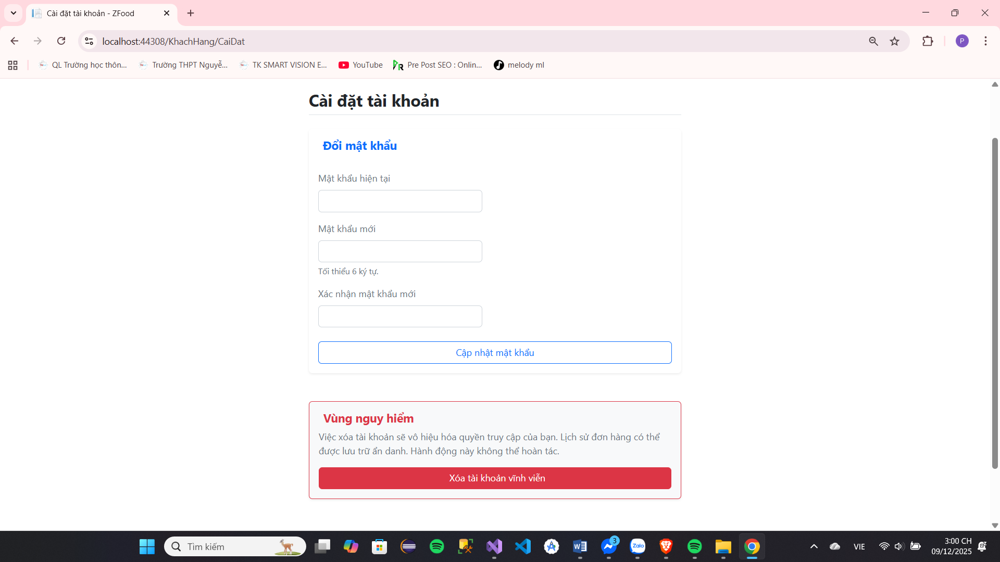 Cài đặt tài khoản - ZFood
localhost:44308/KhachHang/CaiDat
P
QL Trường học thôn...
Trường THPT Nguyễ...
TK SMART VISION E...
YouTube
Pre Post SEO : Onlin...
melody ml
Cài đặt tài khoản
Đổi mật khẩu
Mật khẩu hiện tại
Mật khẩu mới
Tối thiểu 6 ký tự.
Xác nhận mật khẩu mới
Cập nhật mật khẩu
Vùng nguy hiểm
Việc xóa tài khoản sẽ vô hiệu hóa quyền truy cập của bạn. Lịch sử đơn hàng có thể
được lưu trữ ẩn danh. Hành động này không thể hoàn tác.
Xóa tài khoản vĩnh viễn
Tìm kiếm
3
Zalo
VIE
3:00 CH
09/12/2025